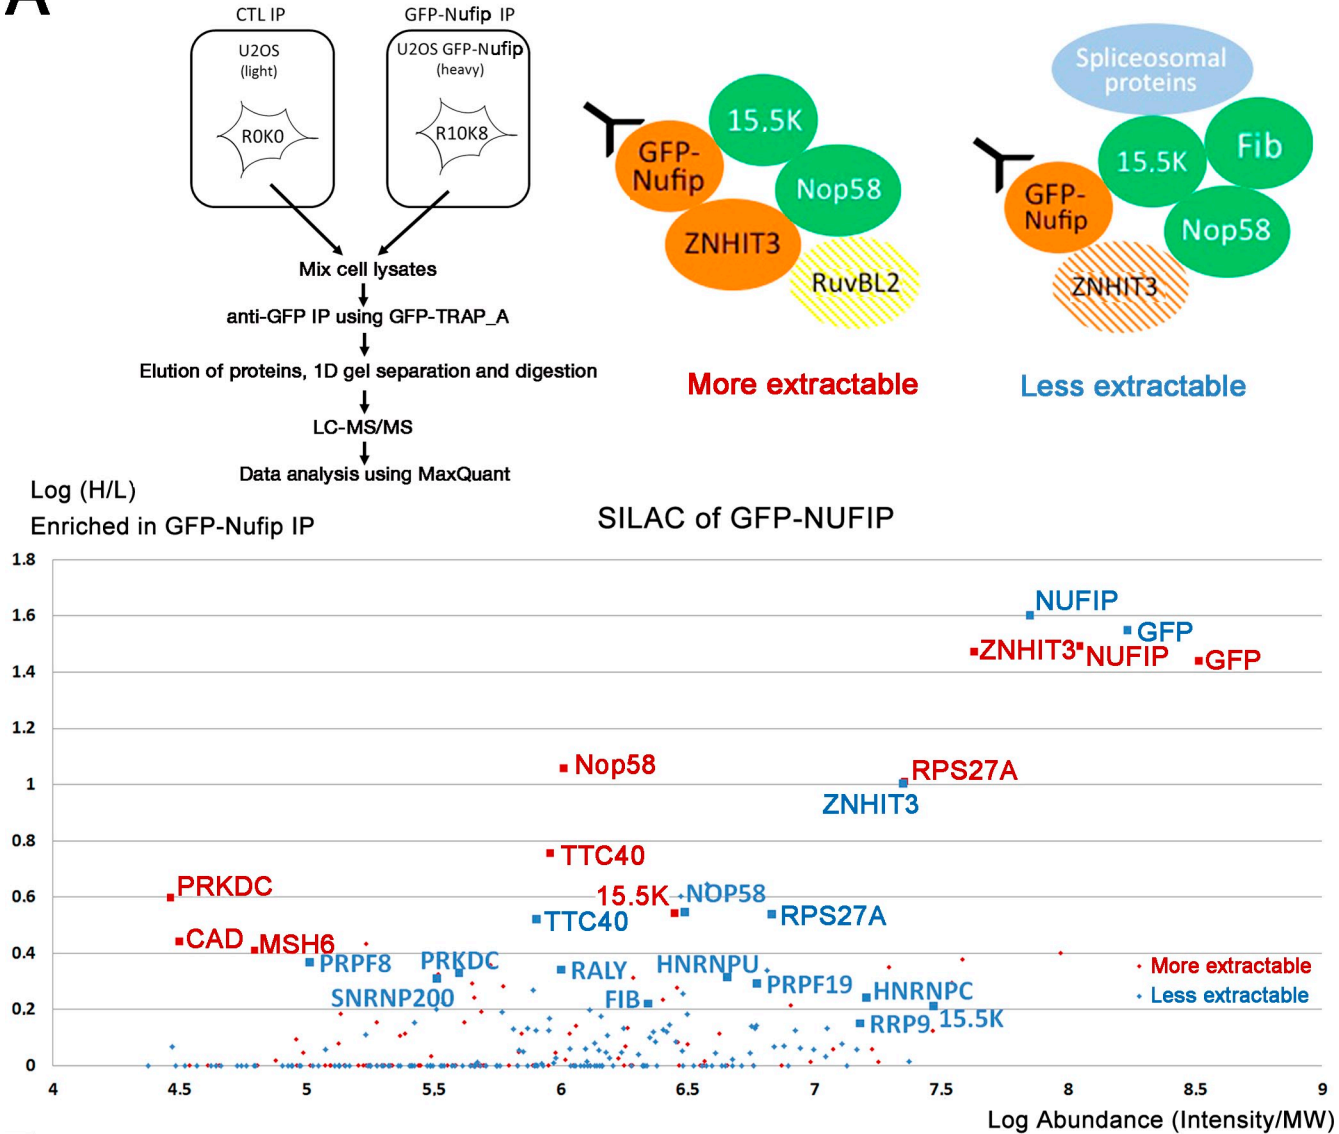 A
CTL IP
GFP-Nufip IP
U2OS
(light)
R0K0
U2OS GFP-Nufip
(heavy)
R10K8
Mix cell lysates
anti-GFP IP using GFP-TRAP_A
Elution of proteins, 1D gel separation and digestion
LC-MS/MS
Data analysis using MaxQuant
GFP-
Nufip
15,5K
Nop58
ZNHIT3
RuvBL2
More extractable
Spliceosomal
proteins
GFP-
Nufip
15.5K
Fib
Nop58
ZNHIT3
Less extractable
Log (H/L)
Enriched in GFP-Nufip IP
SILAC of GFP-NUFIP
1.8
1.6
1.4
1.2
1
0.8
0.6
0.4
0.2
0
NUFIP
GFP
ZNHIT3
NUFIP
GFP
Nop58
RPS27A
ZNHIT3
TTC40
PRKDC
15.5K
NOP58
TTC40
RPS27A
CAD
MSH6
PRPF8
PRKDC
SNRNP200
RALY
FIB
HNRNPU
PRPF19
HNRNPC
RRP9
15.5K
More extractable
Less extractable
4
4.5
5
5,5
6
6.5
7
7.5
8
8.5
9
Log Abundance (Intensity/MW)